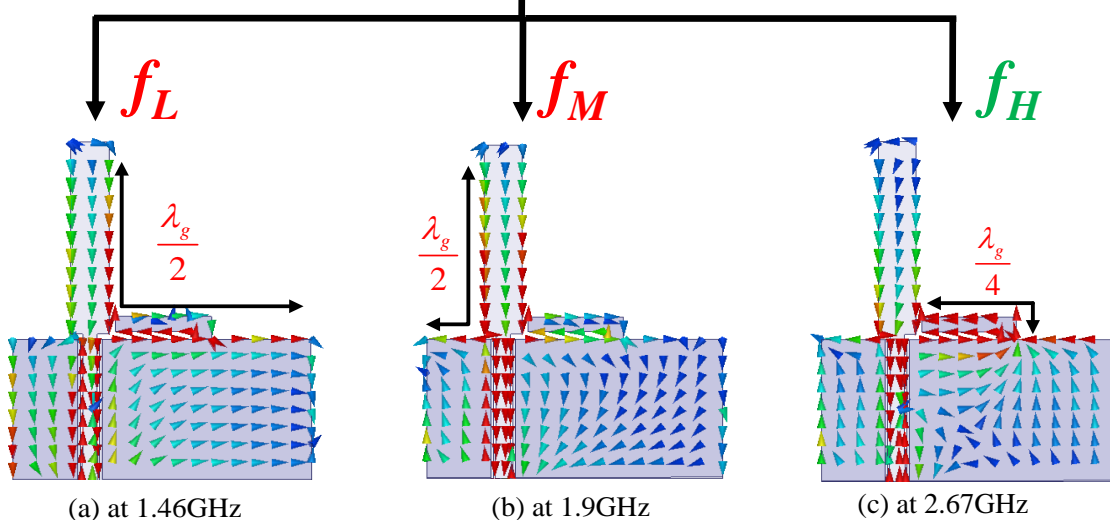 f_L f_M f_H
λ_g/2 λ_g/2 λ_g/4
(a) at 1.46GHz (b) at 1.9GHz (c) at 2.67GHz